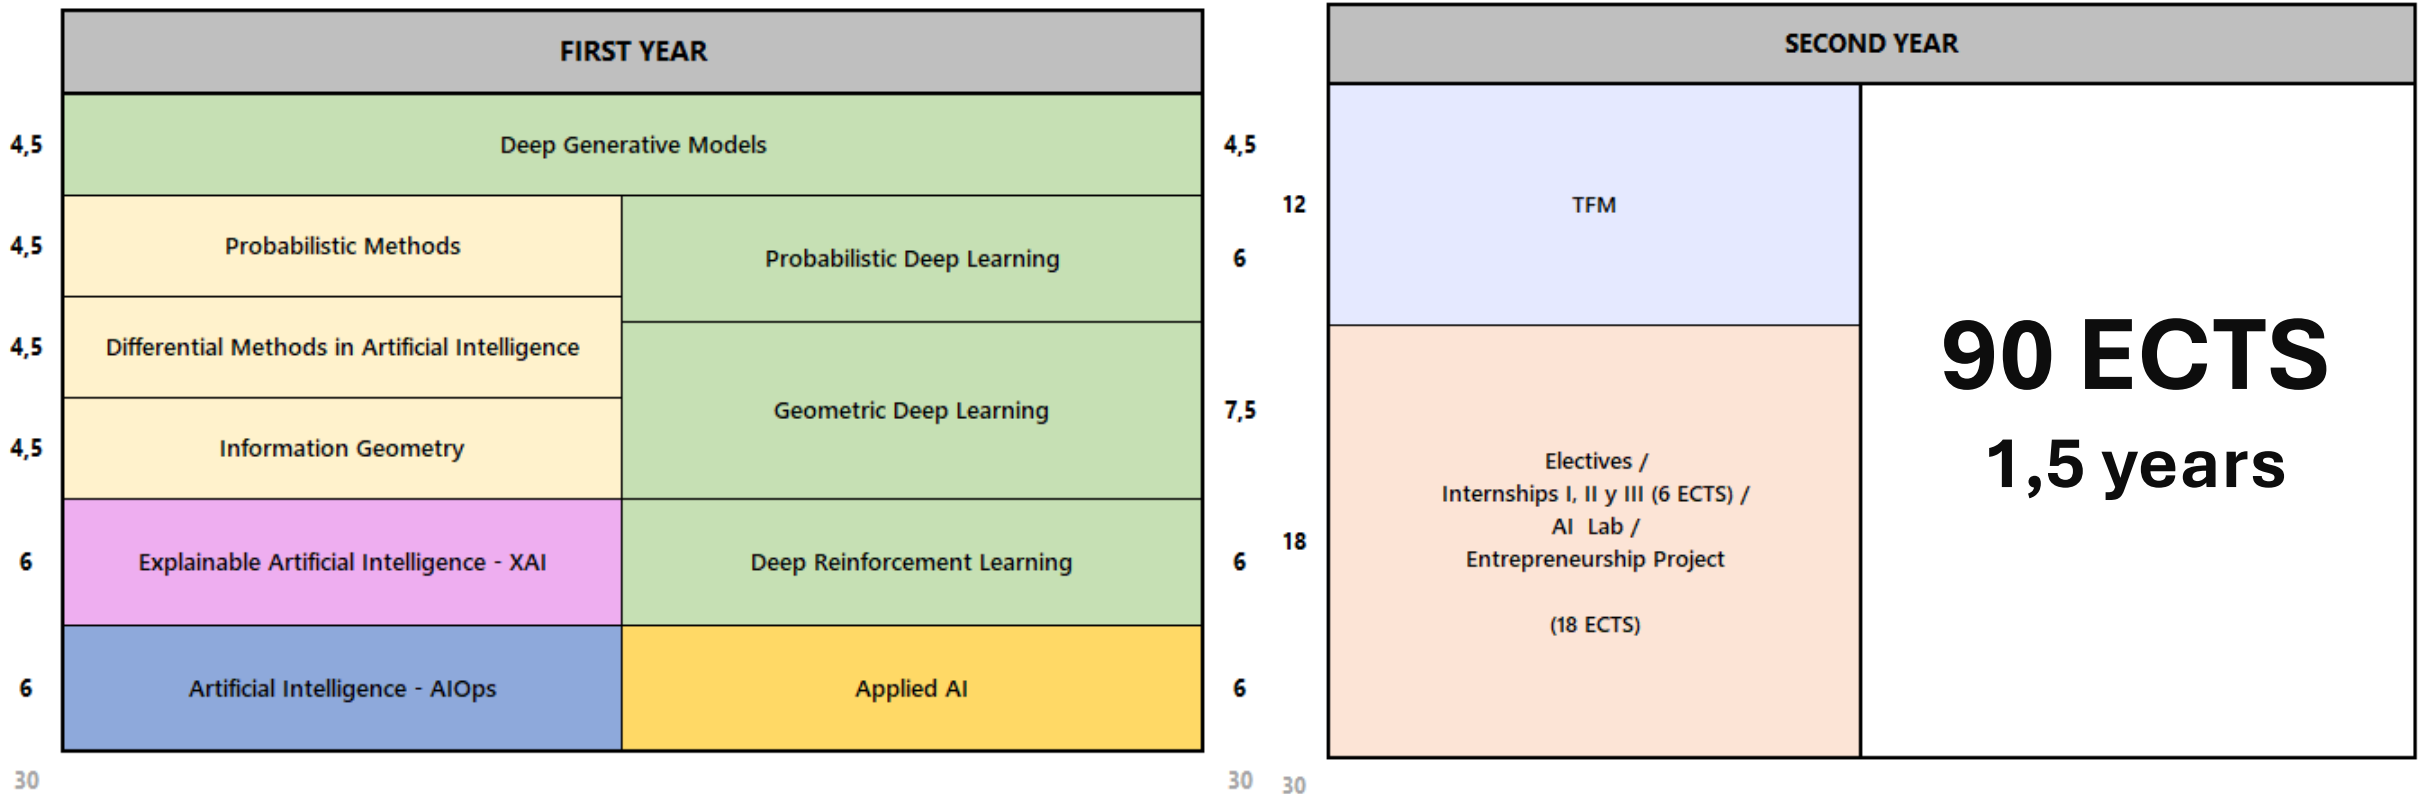 FIRST YEAR
4,5
Deep Generative Models
4,5
4,5
Probabilistic Methods
Probabilistic Deep Learning
6
4,5
Differential Methods in Artificial Intelligence
Geometric Deep Learning
7,5
4,5
Information Geometry
6
Explainable Artificial Intelligence - XAI
Deep Reinforcement Learning
6
6
Artificial Intelligence - AIOps
Applied AI
6
30
30
SECOND YEAR
12
TFM
18
Electives /
Internships I, II y III (6 ECTS) /
AI Lab /
Entrepreneurship Project
(18 ECTS)
30
90 ECTS
1,5 years